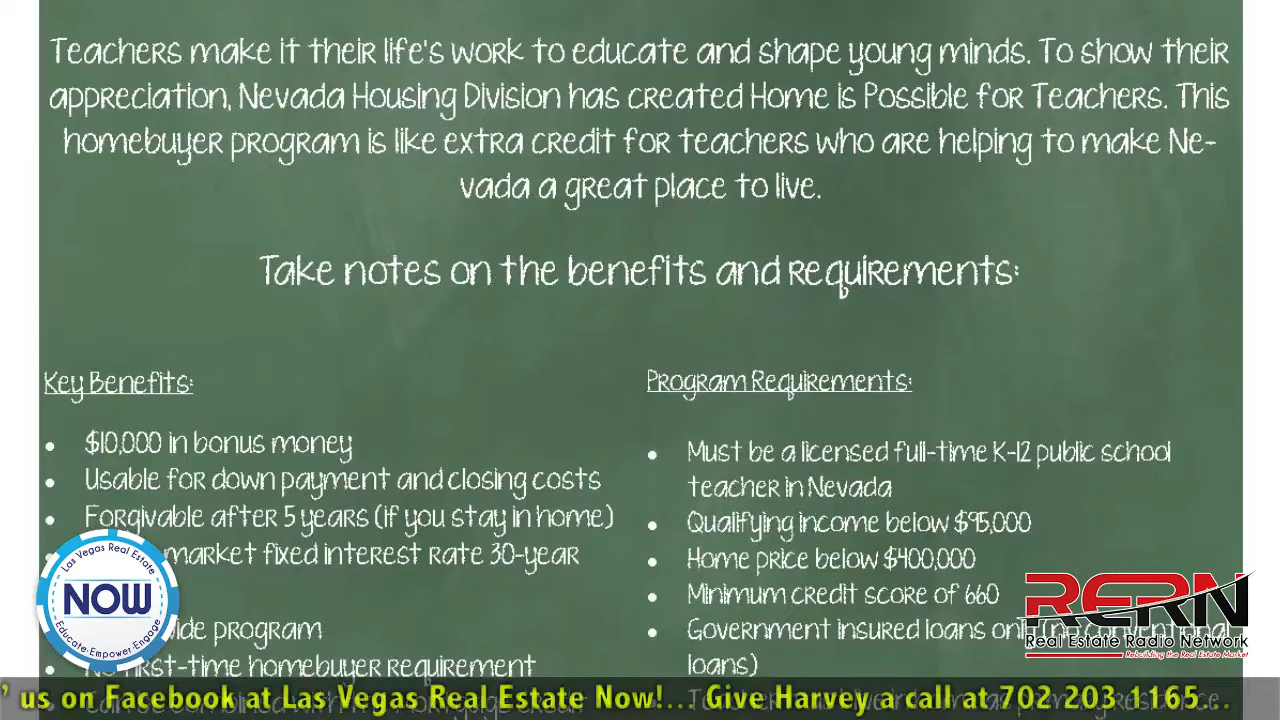 Teachers make it their life's work to educate and shape young minds. To show their
appreciation, Nevada Housing Division has created Home is Possible for Teachers. This
homebuyer program is like extra credit for teachers who are helping to make Ne-
vada a great place to live.
Take notes on the benefits and requirements:
Key Benefits:
• $10,000 in bonus money
• Usable for down payment and closing costs
• Forgivable after 5 years (if you stay in home)
market fixed interest rate 30-year
program
• No first-time homebuyer requirement
Program Requirements:
• Must be a licensed full-time K-12 public school
teacher in Nevada
• Qualifying income below $95,000
• Home price below $400,000
• Minimum credit score of 660
• Government insured loans only (no conventional
loans)
Las Vegas Real Estate
NOW
Educate·Empower·Engage
RERN
Real Estate Radio Network
Rebuilding the Real Estate Market
' us on Facebook at Las Vegas Real Estate Now!... Give Harvey a call at 702 203 1165...